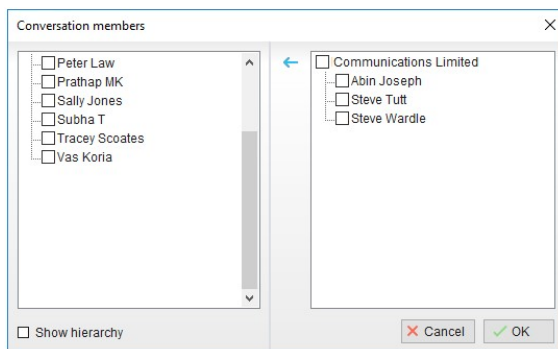 Conversation members
Peter Law
Prathap MK
Sally Jones
Subha T
Tracey Scoates
Vas Koria
Communications Limited
Abin Joseph
Steve Tutt
Steve Wardle
Show hierarchy
Cancel
OK